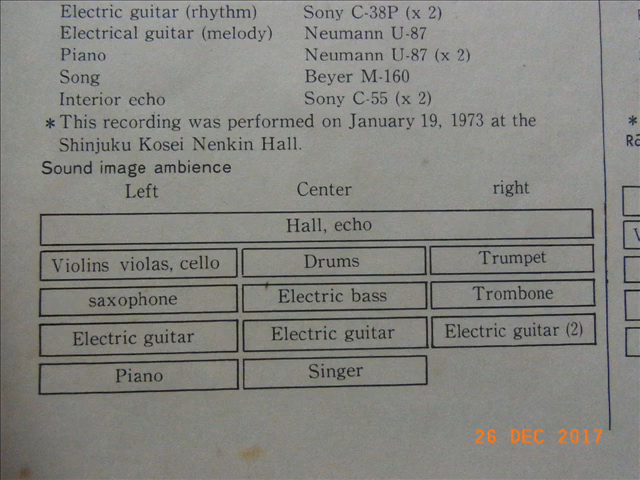 Electric guitar (rhythm) Sony C-38P (x 2)
Electrical guitar (melody) Neumann U-87
Piano Neumann U-87 (x 2)
Song Beyer M-160
Interior echo Sony C-55 (x 2)
*This recording was performed on January 19, 1973 at the
Shinjuku Kosei Nenkin Hall.
Sound image ambience
Left Center right
Hall, echo
Violins violas, cello Drums Trumpet
saxophone Electric bass Trombone
Electric guitar Electric guitar Electric guitar (2)
Piano Singer
26 DEC 2017